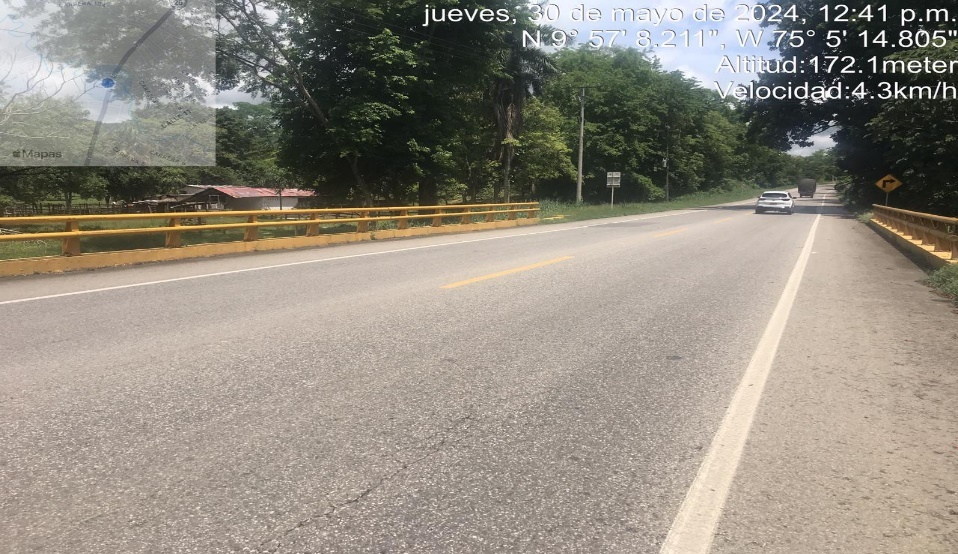 jueves, 30 de mayo de 2024, 12:41 p.m.
N 9° 57' 8.211", W 75° 5' 14.805"
Altitud:172.1meter
Velocidad:4.3km/h
Mapas